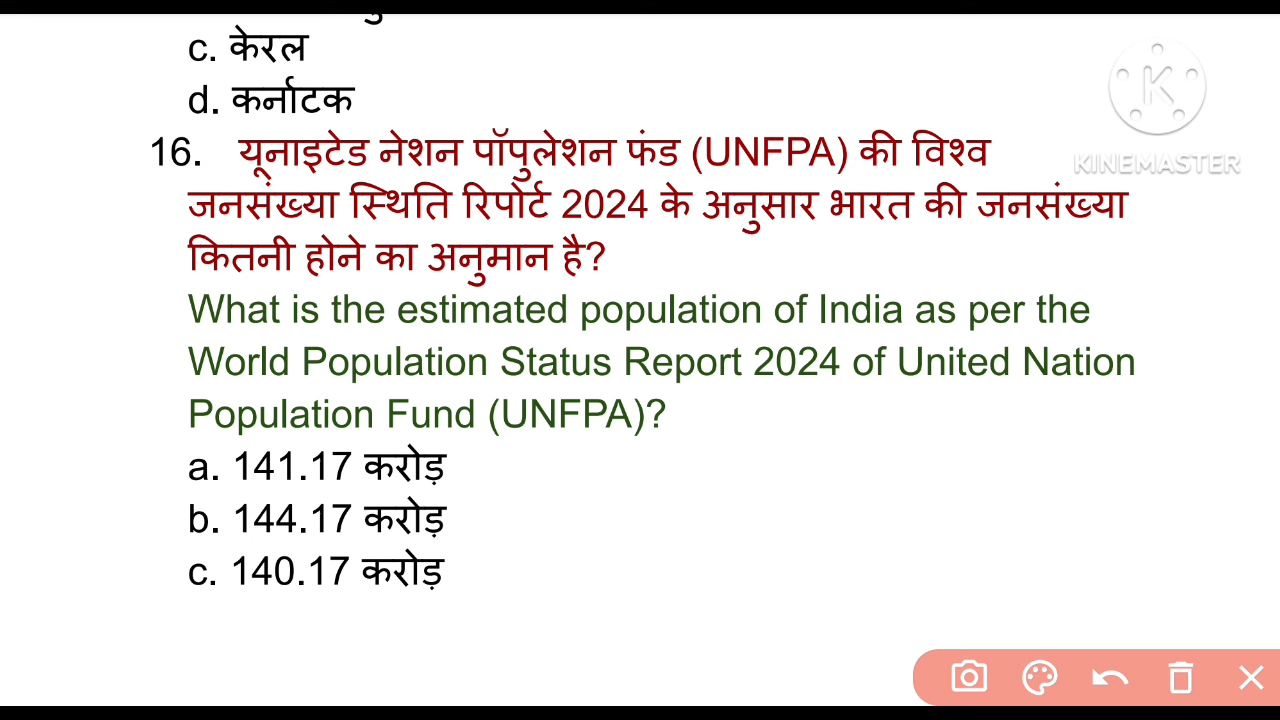 c. केरल
d. कर्नाटक
16. यूनाइटेड नेशन पॉपुलेशन फंड (UNFPA) की विश्व
जनसंख्या स्थिति रिपोर्ट 2024 के अनुसार भारत की जनसंख्या
कितनी होने का अनुमान है?
What is the estimated population of India as per the
World Population Status Report 2024 of United Nation
Population Fund (UNFPA)?
a. 141.17 करोड़
b. 144.17 करोड़
c. 140.17 करोड़
K
KINEMASTER